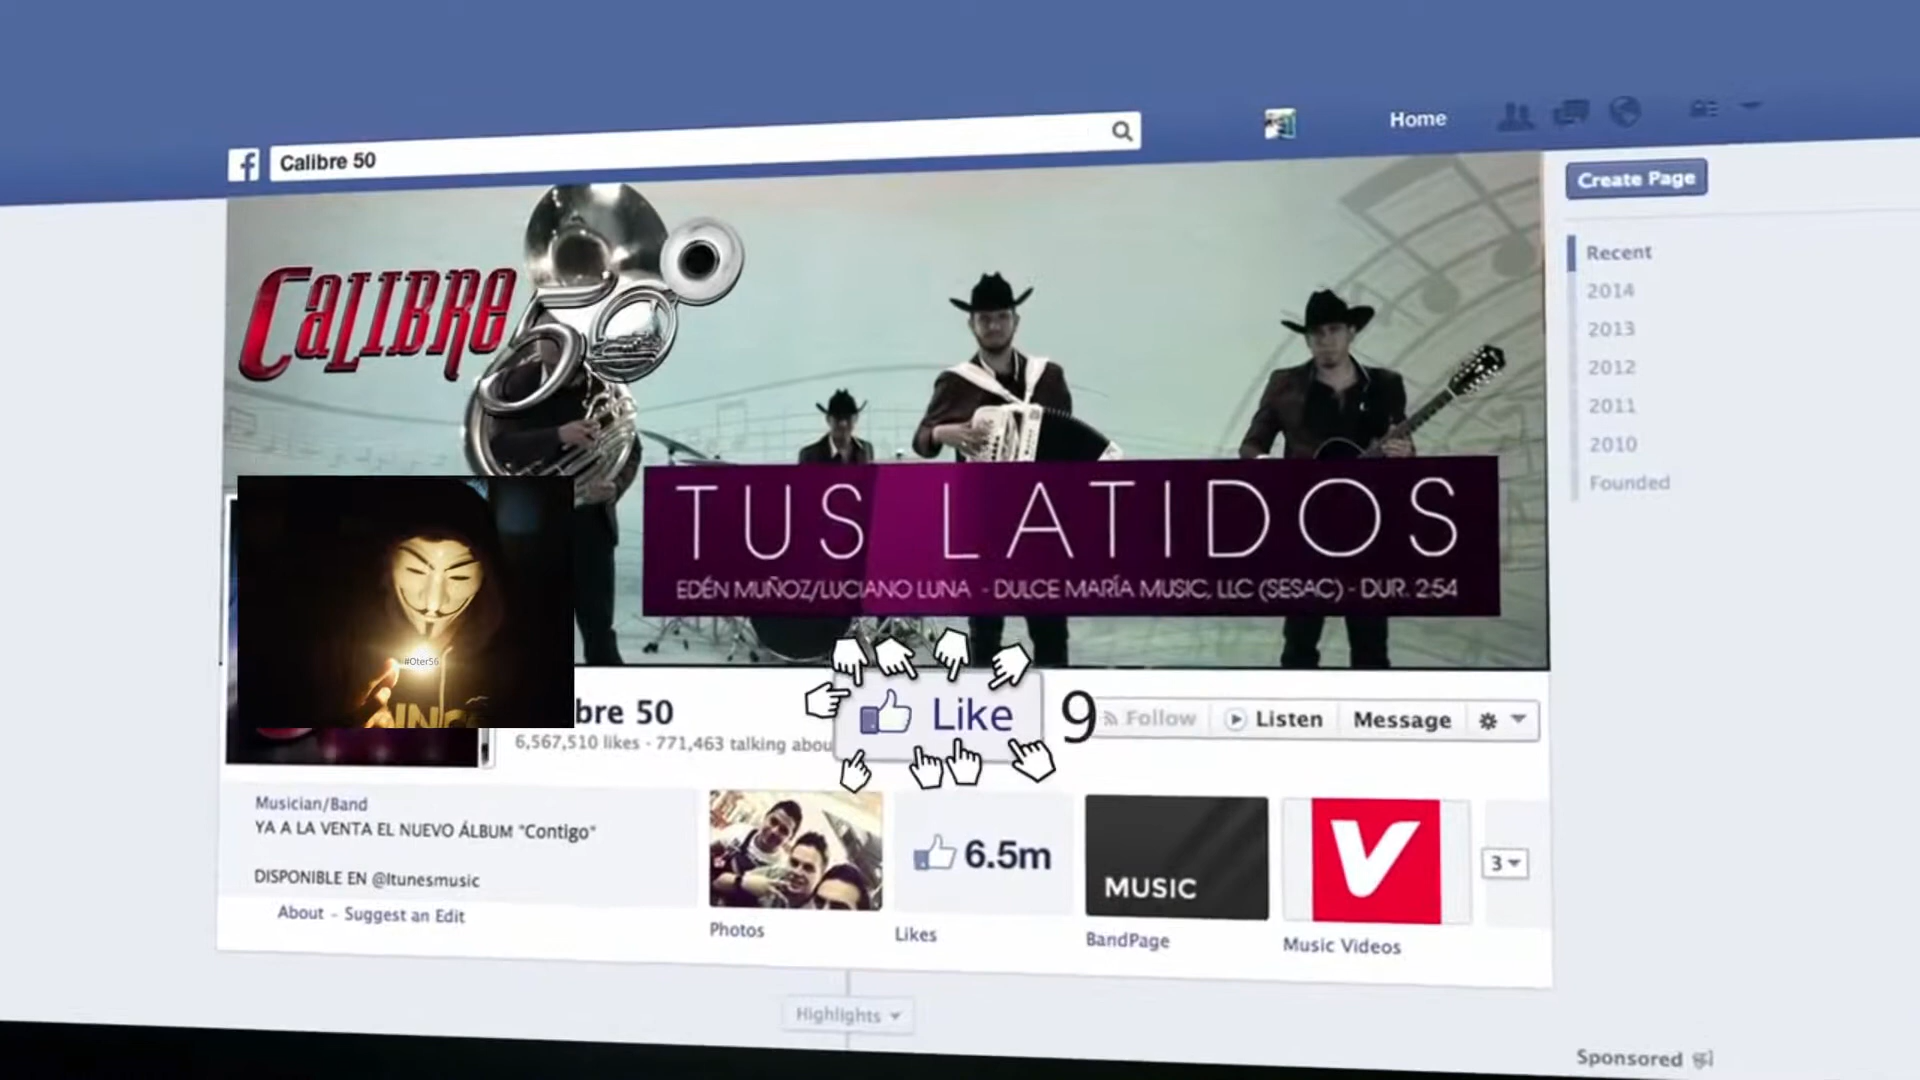 Home
Calibre 50
Create Page
CALIBRE 50
Recent
2014
2013
2012
2011
2010
Founded
TUS LATIDOS
EDÉN MUÑOZ/LUCIANO LUNA - DULCE MARÍA MUSIC, LLC (SESAC) - DUR. 2:54
#Oter56
bre 50
6,567,510 likes - 771,463 talking abou
Like
9
Follow
Listen
Message
Musician/Band
YA A LA VENTA EL NUEVO ÁLBUM "Contigo"
DISPONIBLE EN @Itunesmusic
About - Suggest an Edit
Photos
6.5m
Likes
MUSIC
BandPage
V
Music Videos
3
Highlights
Sponsored